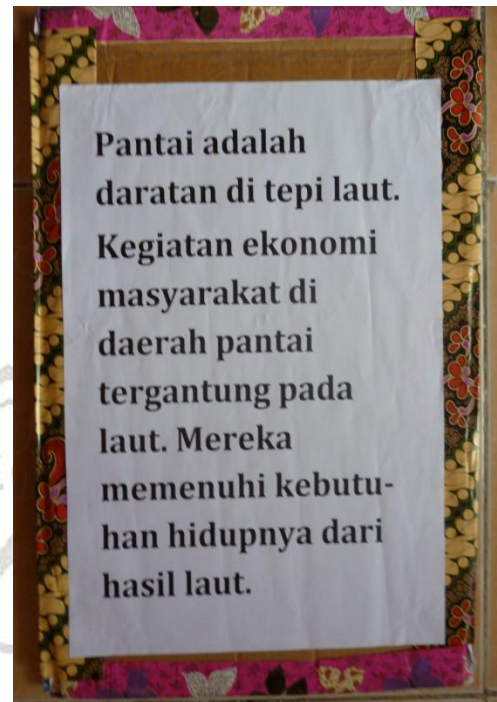 Pantai adalah
daratan di tepi laut.
Kegiatan ekonomi
masyarakat di
daerah pantai
tergantung pada
laut. Mereka
memenuhi kebutu-
han hidupnya dari
hasil laut.